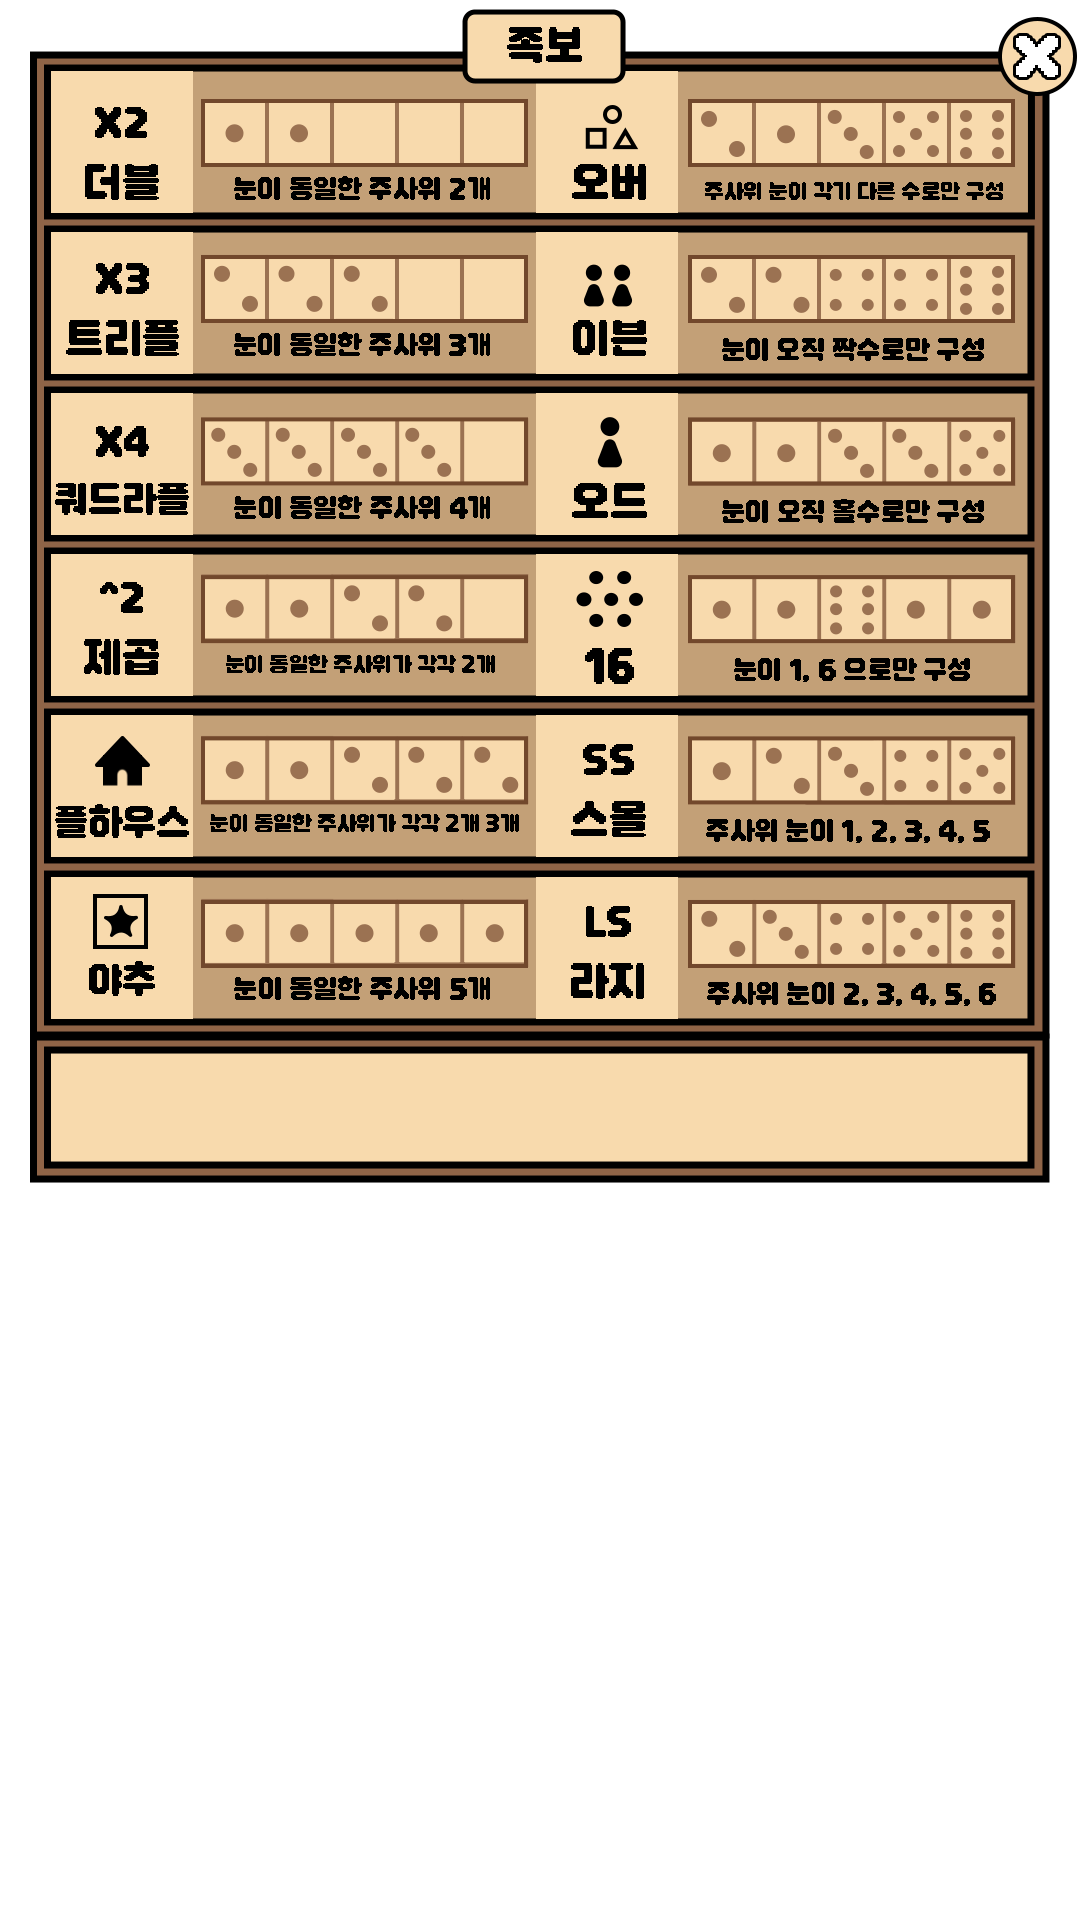 족보
X2
더블
눈이 동일한 주사위 2개
오버
주사위 눈이 각기 다른 수로만 구성
X3
트리플
눈이 동일한 주사위 3개
이븐
눈이 오직 짝수로만 구성
X4
쿼드라플
눈이 동일한 주사위 4개
오드
눈이 오직 홀수로만 구성
^2
제곱
눈이 동일한 주사위가 각각 2개
16
눈이 1, 6 으로만 구성
플하우스
눈이 동일한 주사위가 각각 2개 3개
SS
스몰
주사위 눈이 1, 2, 3, 4, 5
야추
눈이 동일한 주사위 5개
LS
라지
주사위 눈이 2, 3, 4, 5, 6